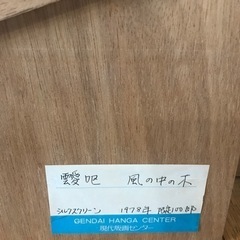 靉嘔 風の中の木
シルクスクリーン 1978年 限定100部
GENDAI HANGA CENTER
現代版画センター